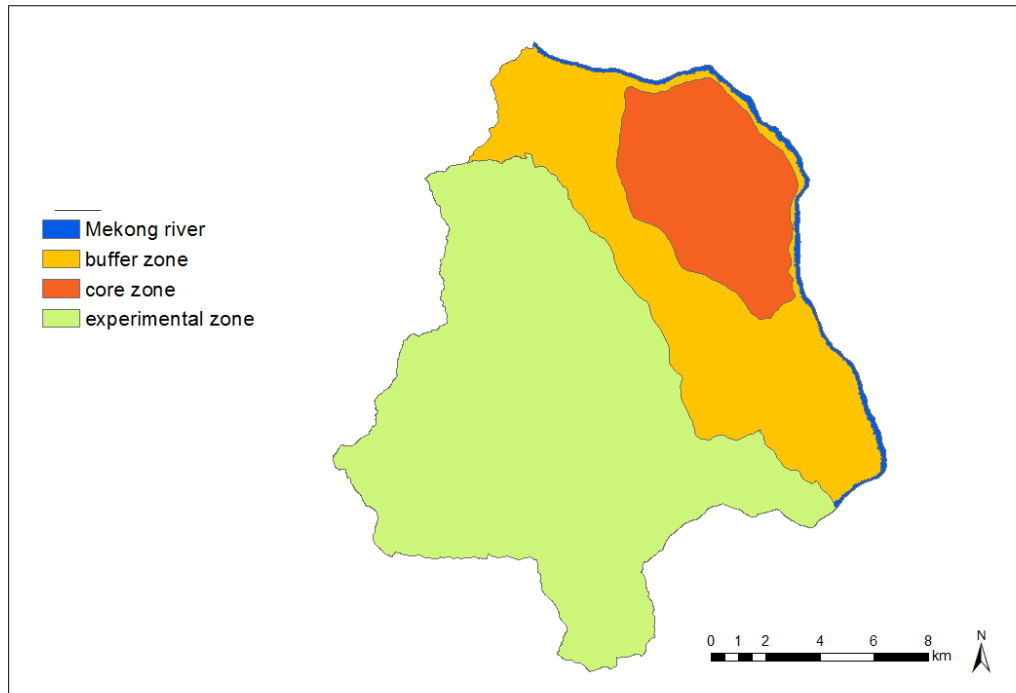 Mekong river
buffer zone
core zone
experimental zone
0 1 2 4 6 8
km
N